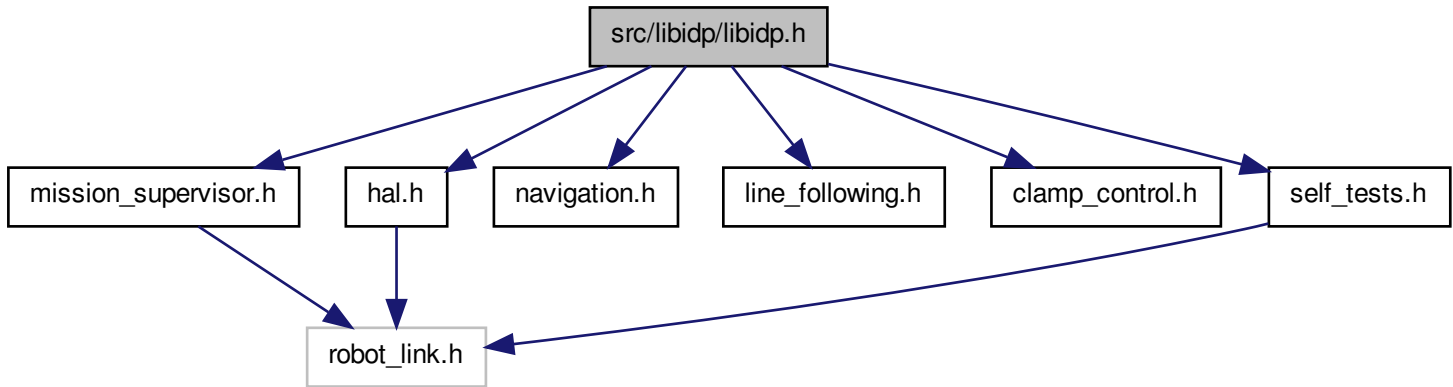 src/libidp/libidp.h
mission_supervisor.h
hal.h
navigation.h
line_following.h
clamp_control.h
self_tests.h
robot_link.h